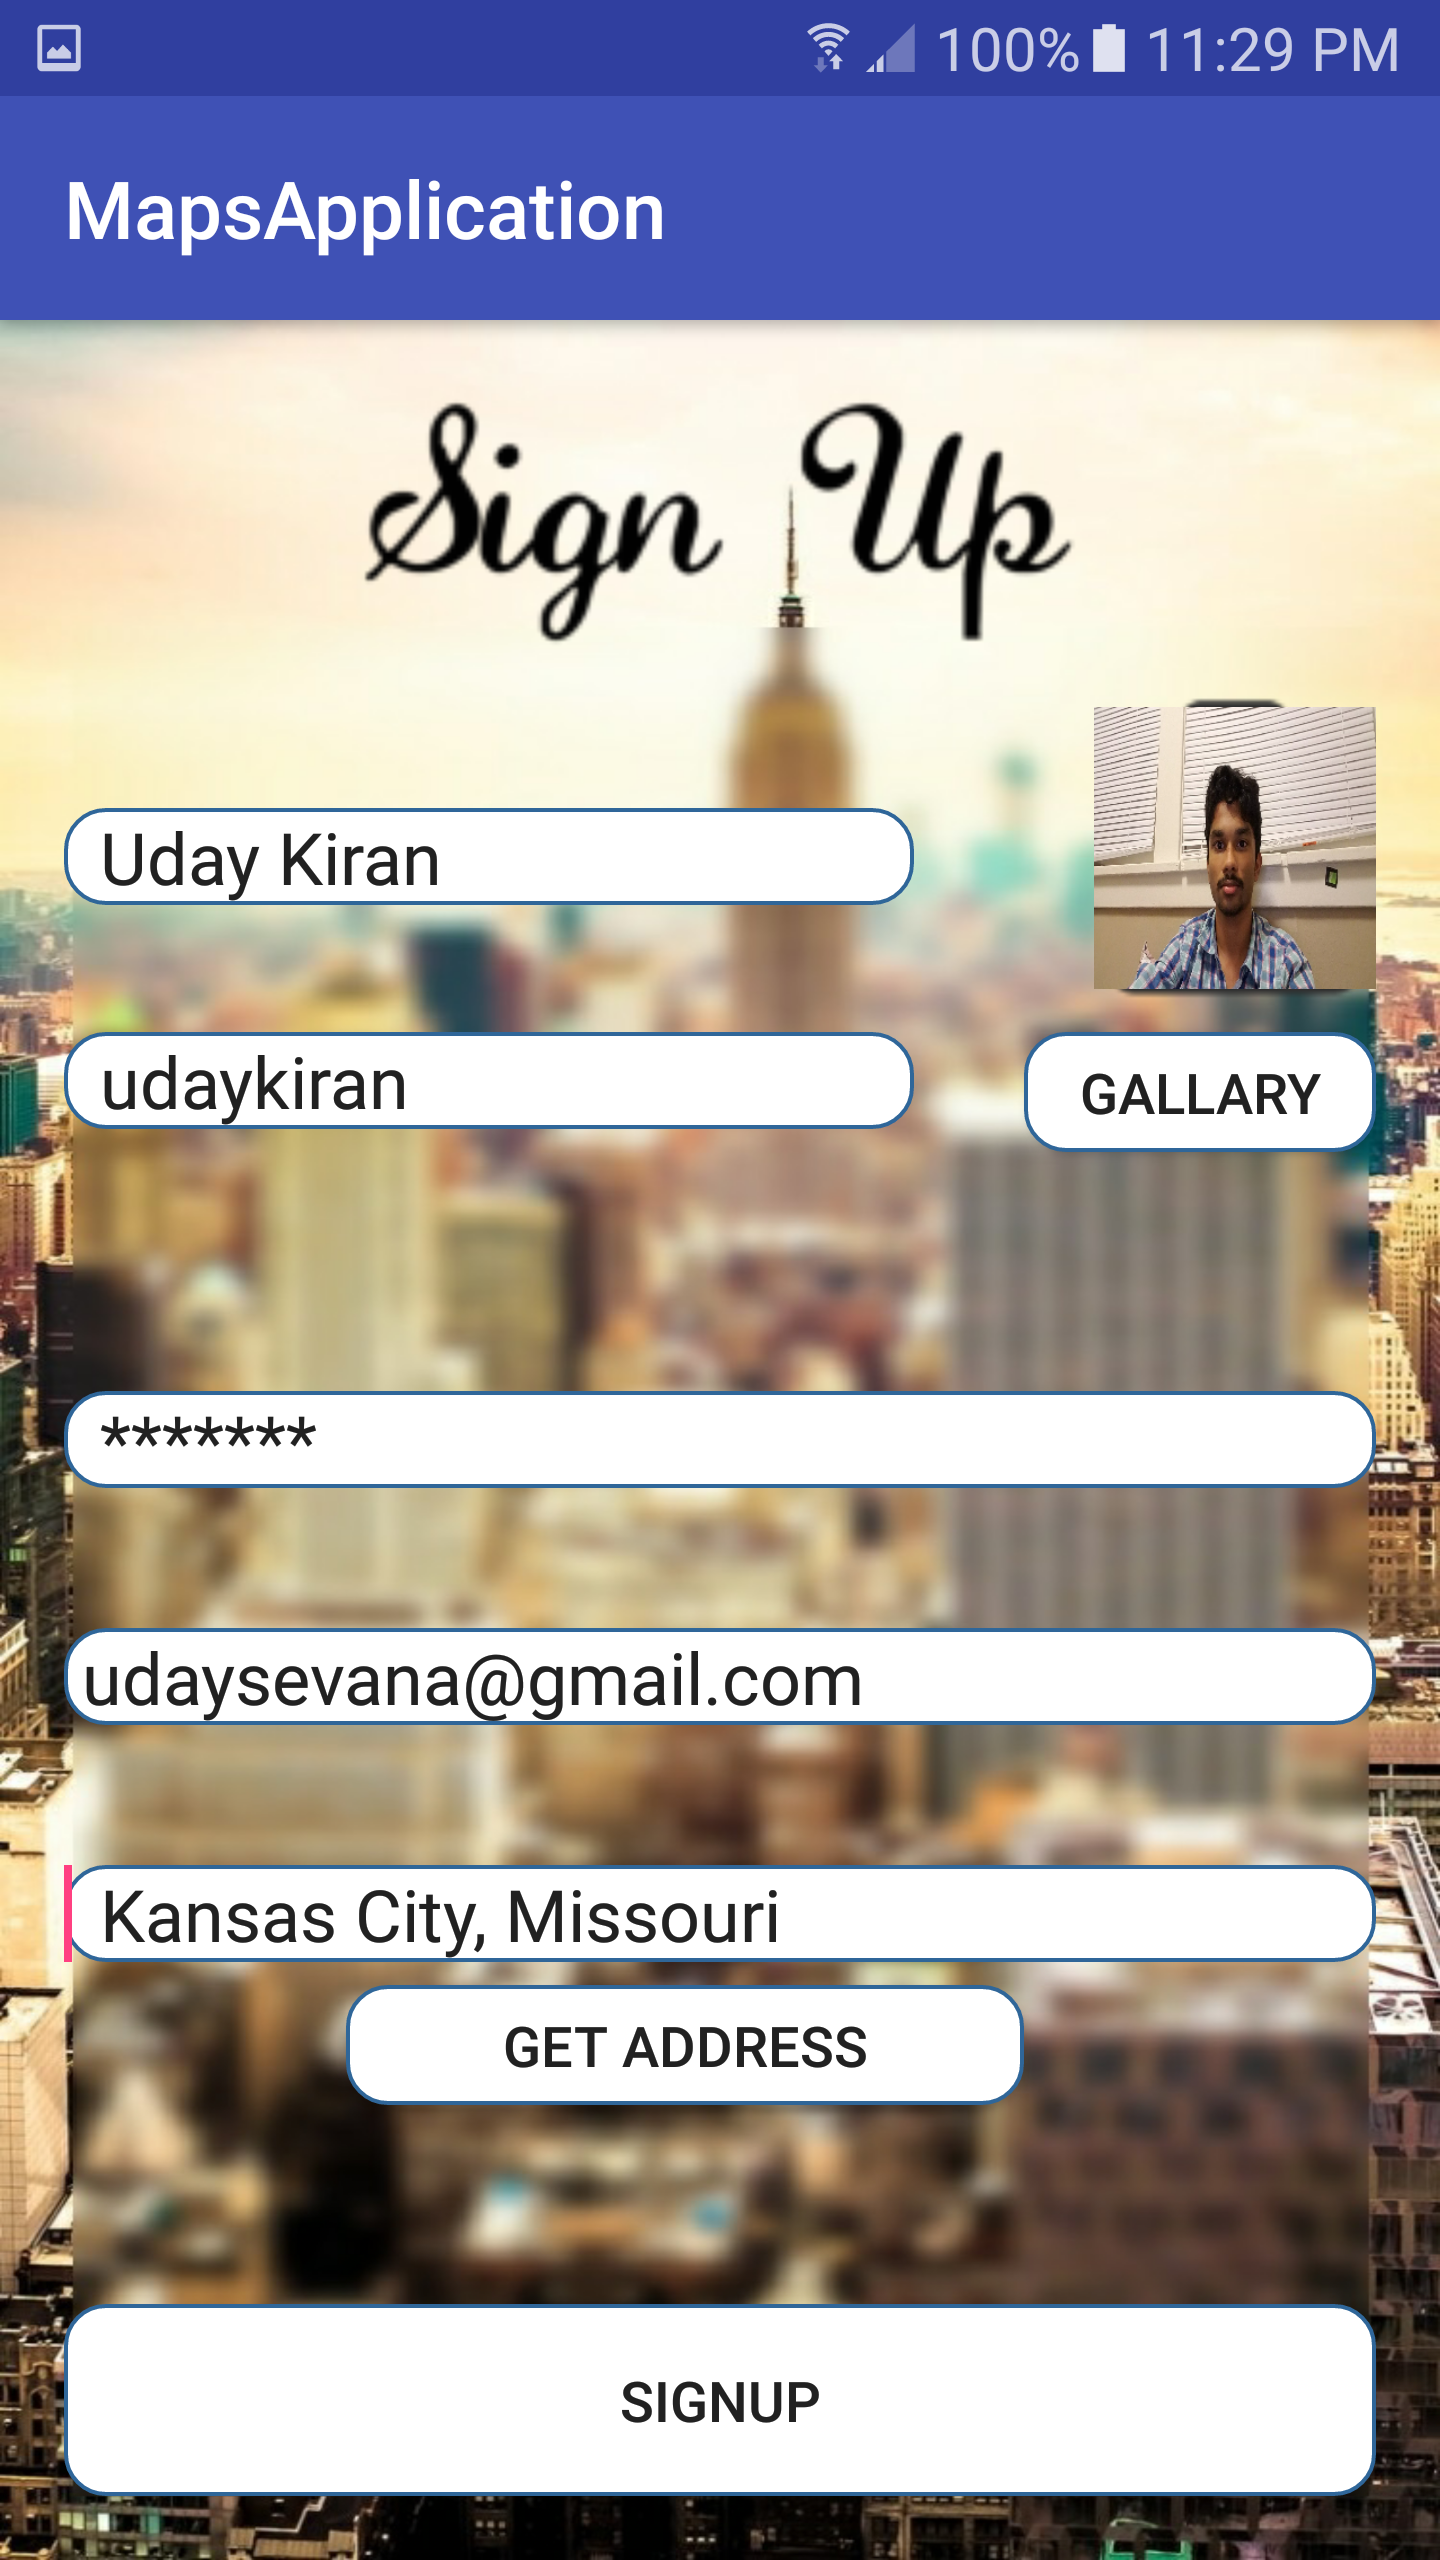 100% 11:29 PM
MapsApplication
Sign Up
Uday Kiran
udaykiran
GALLARY
*******
udaysevana@gmail.com
Kansas City, Missouri
GET ADDRESS
SIGNUP